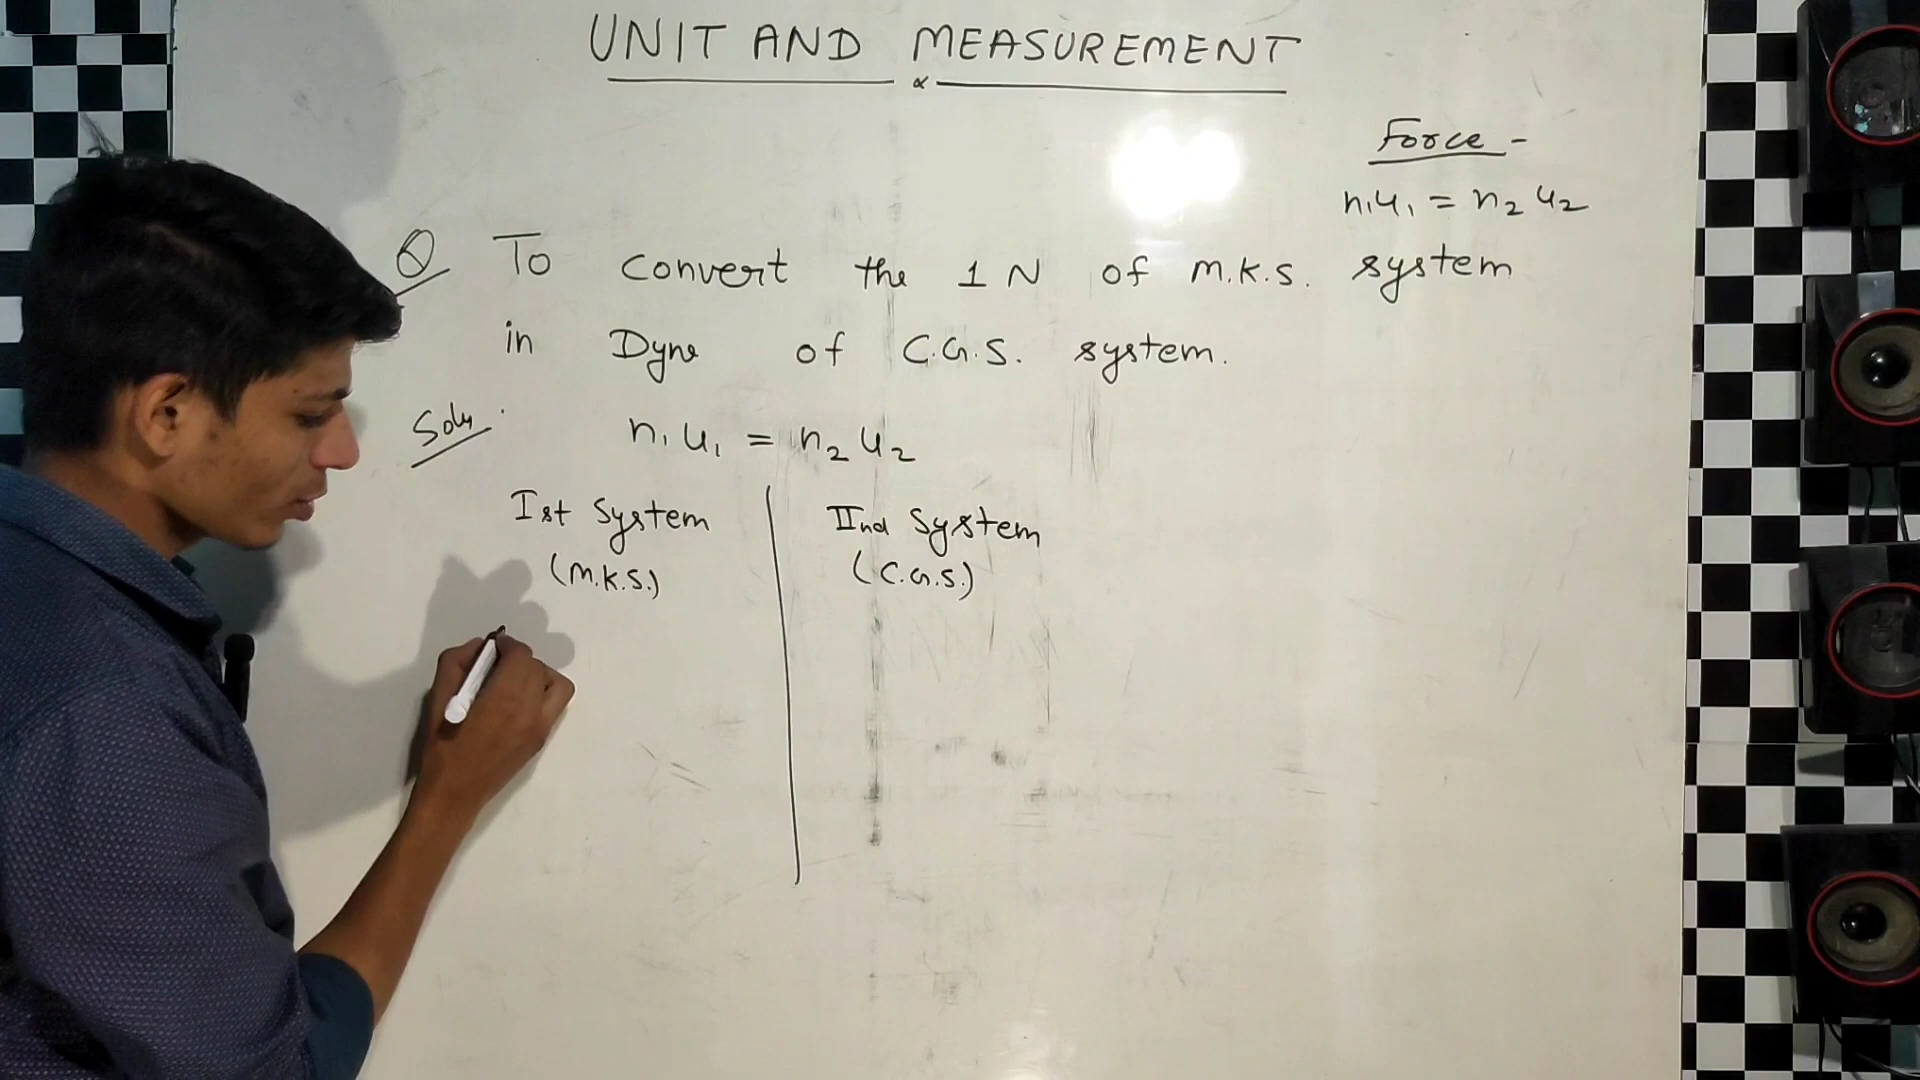 UNIT AND MEASUREMENT
Force -
n₁u₁ = n₂u₂
Q To convert the 1 N of M.K.S. system
in Dyne of C.G.S. system.
Soln.
n₁u₁ = n₂u₂
Ist System
(M.K.S.)
IInd System
(C.G.S.)